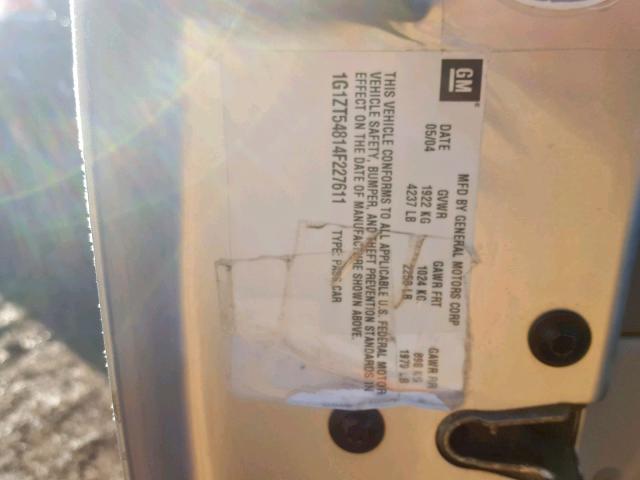 GM
MFD BY GENERAL MOTORS CORP
DATE GVWR GAWR FRT GAWR RR
05/04 1922 KG 1024 KG 898 KG
4237 LB 2258 LB 1979 LB
THIS VEHICLE CONFORMS TO ALL APPLICABLE U.S. FEDERAL MOTOR
VEHICLE SAFETY, BUMPER, AND THEFT PREVENTION STANDARDS IN
EFFECT ON THE DATE OF MANUFACTURE SHOWN ABOVE.
1G1ZT54814F227611 TYPE: PASS CAR